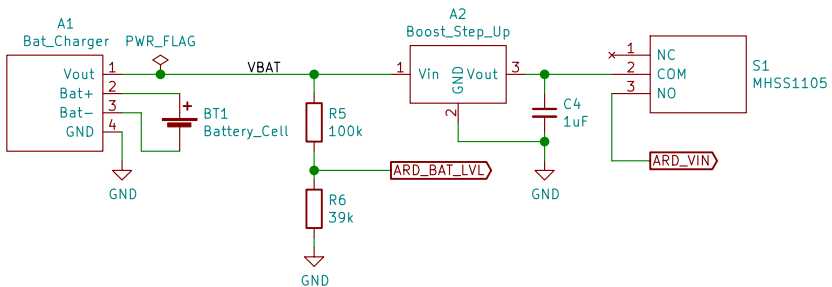 A1
Bat_Charger
PWR_FLAG
Vout 1
Bat+ 2
Bat- 3
GND 4
GND
BT1
Battery_Cell
VBAT
R5
100k
ARD_BAT_LVL
R6
39k
GND
A2
Boost_Step_Up
1 Vin
GND
2
Vout 3
C4
1uF
GND
1 NC
2 COM
3 NO
S1
MHSS1105
ARD_VIN